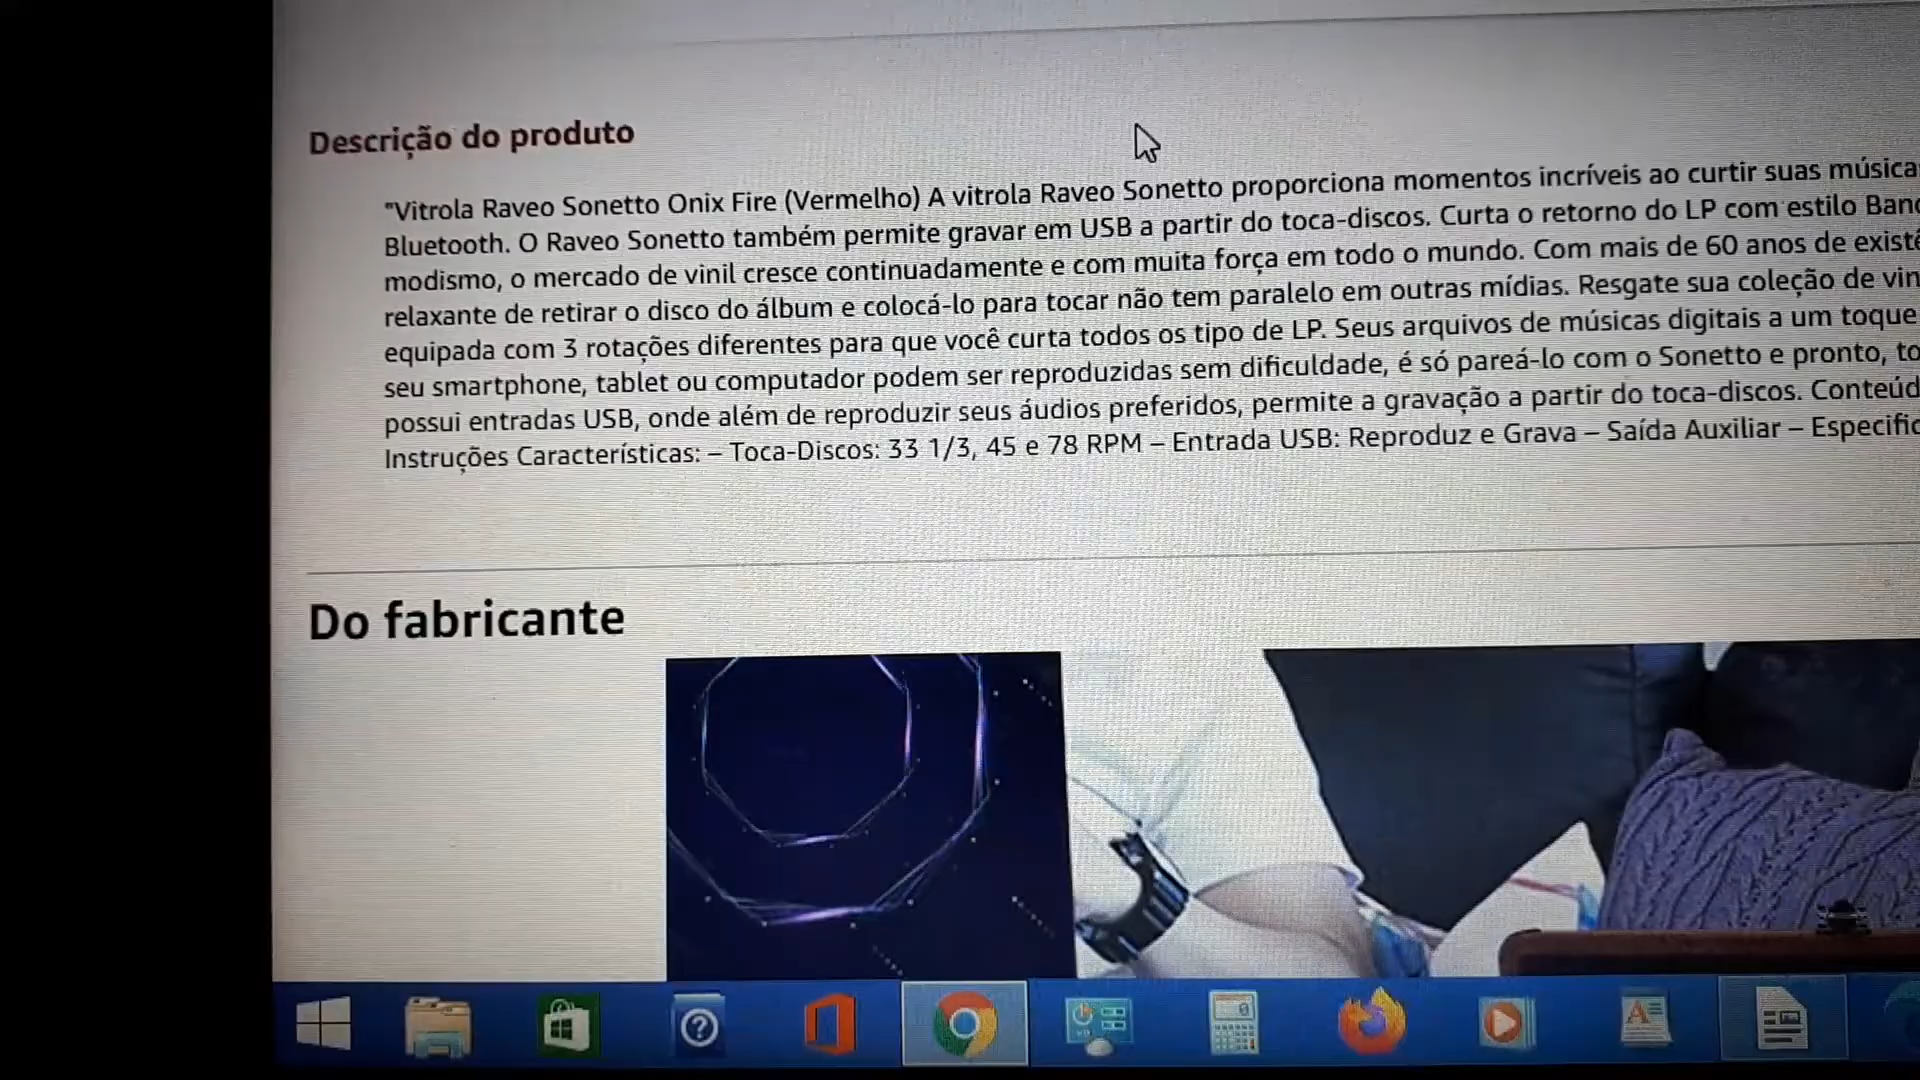 Descrição do produto
"Vitrola Raveo Sonetto Onix Fire (Vermelho) A vitrola Raveo Sonetto proporciona momentos incríveis ao curtir suas
Bluetooth. O Raveo Sonetto também permite gravar em USB a partir do toca-discos. Curta o retorno do LP com estilo
modismo, o mercado de vinil cresce continuadamente e com muita força em todo o mundo. Com mais de 60 anos de
relaxante de retirar o disco do álbum e colocá-lo para tocar não tem paralelo em outras mídias. Resgate sua coleção de
equipada com 3 rotações diferentes para que você curta todos os tipo de LP. Seus arquivos de músicas digitais a um toque
seu smartphone, tablet ou computador podem ser reproduzidas sem dificuldade, é só pareá-lo com o Sonetto e pronto,
possui entradas USB, onde além de reproduzir seus áudios preferidos, permite a gravação a partir do toca-discos.
Instruções Características: – Toca-Discos: 33 1/3, 45 e 78 RPM – Entrada USB: Reproduz e Grava – Saída Auxiliar –
Do fabricante